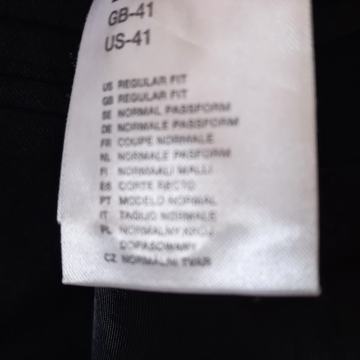 GB-41
US-41
US REGULAR FIT
GB REGULAR FIT
SE NORMAL PASSFORM
DE NORMALE PASSFORM
FR COUPE NORMALE
NL NORMALE PASFORM
FI NORMAALI MALLI
ES CORTE RECTO
PT MODELO NORMAL
IT TAGLIO NORMALE
PL NORMALNY KRÓJ
DOPASOWANY
CZ NORMÁLNÍ TVAR